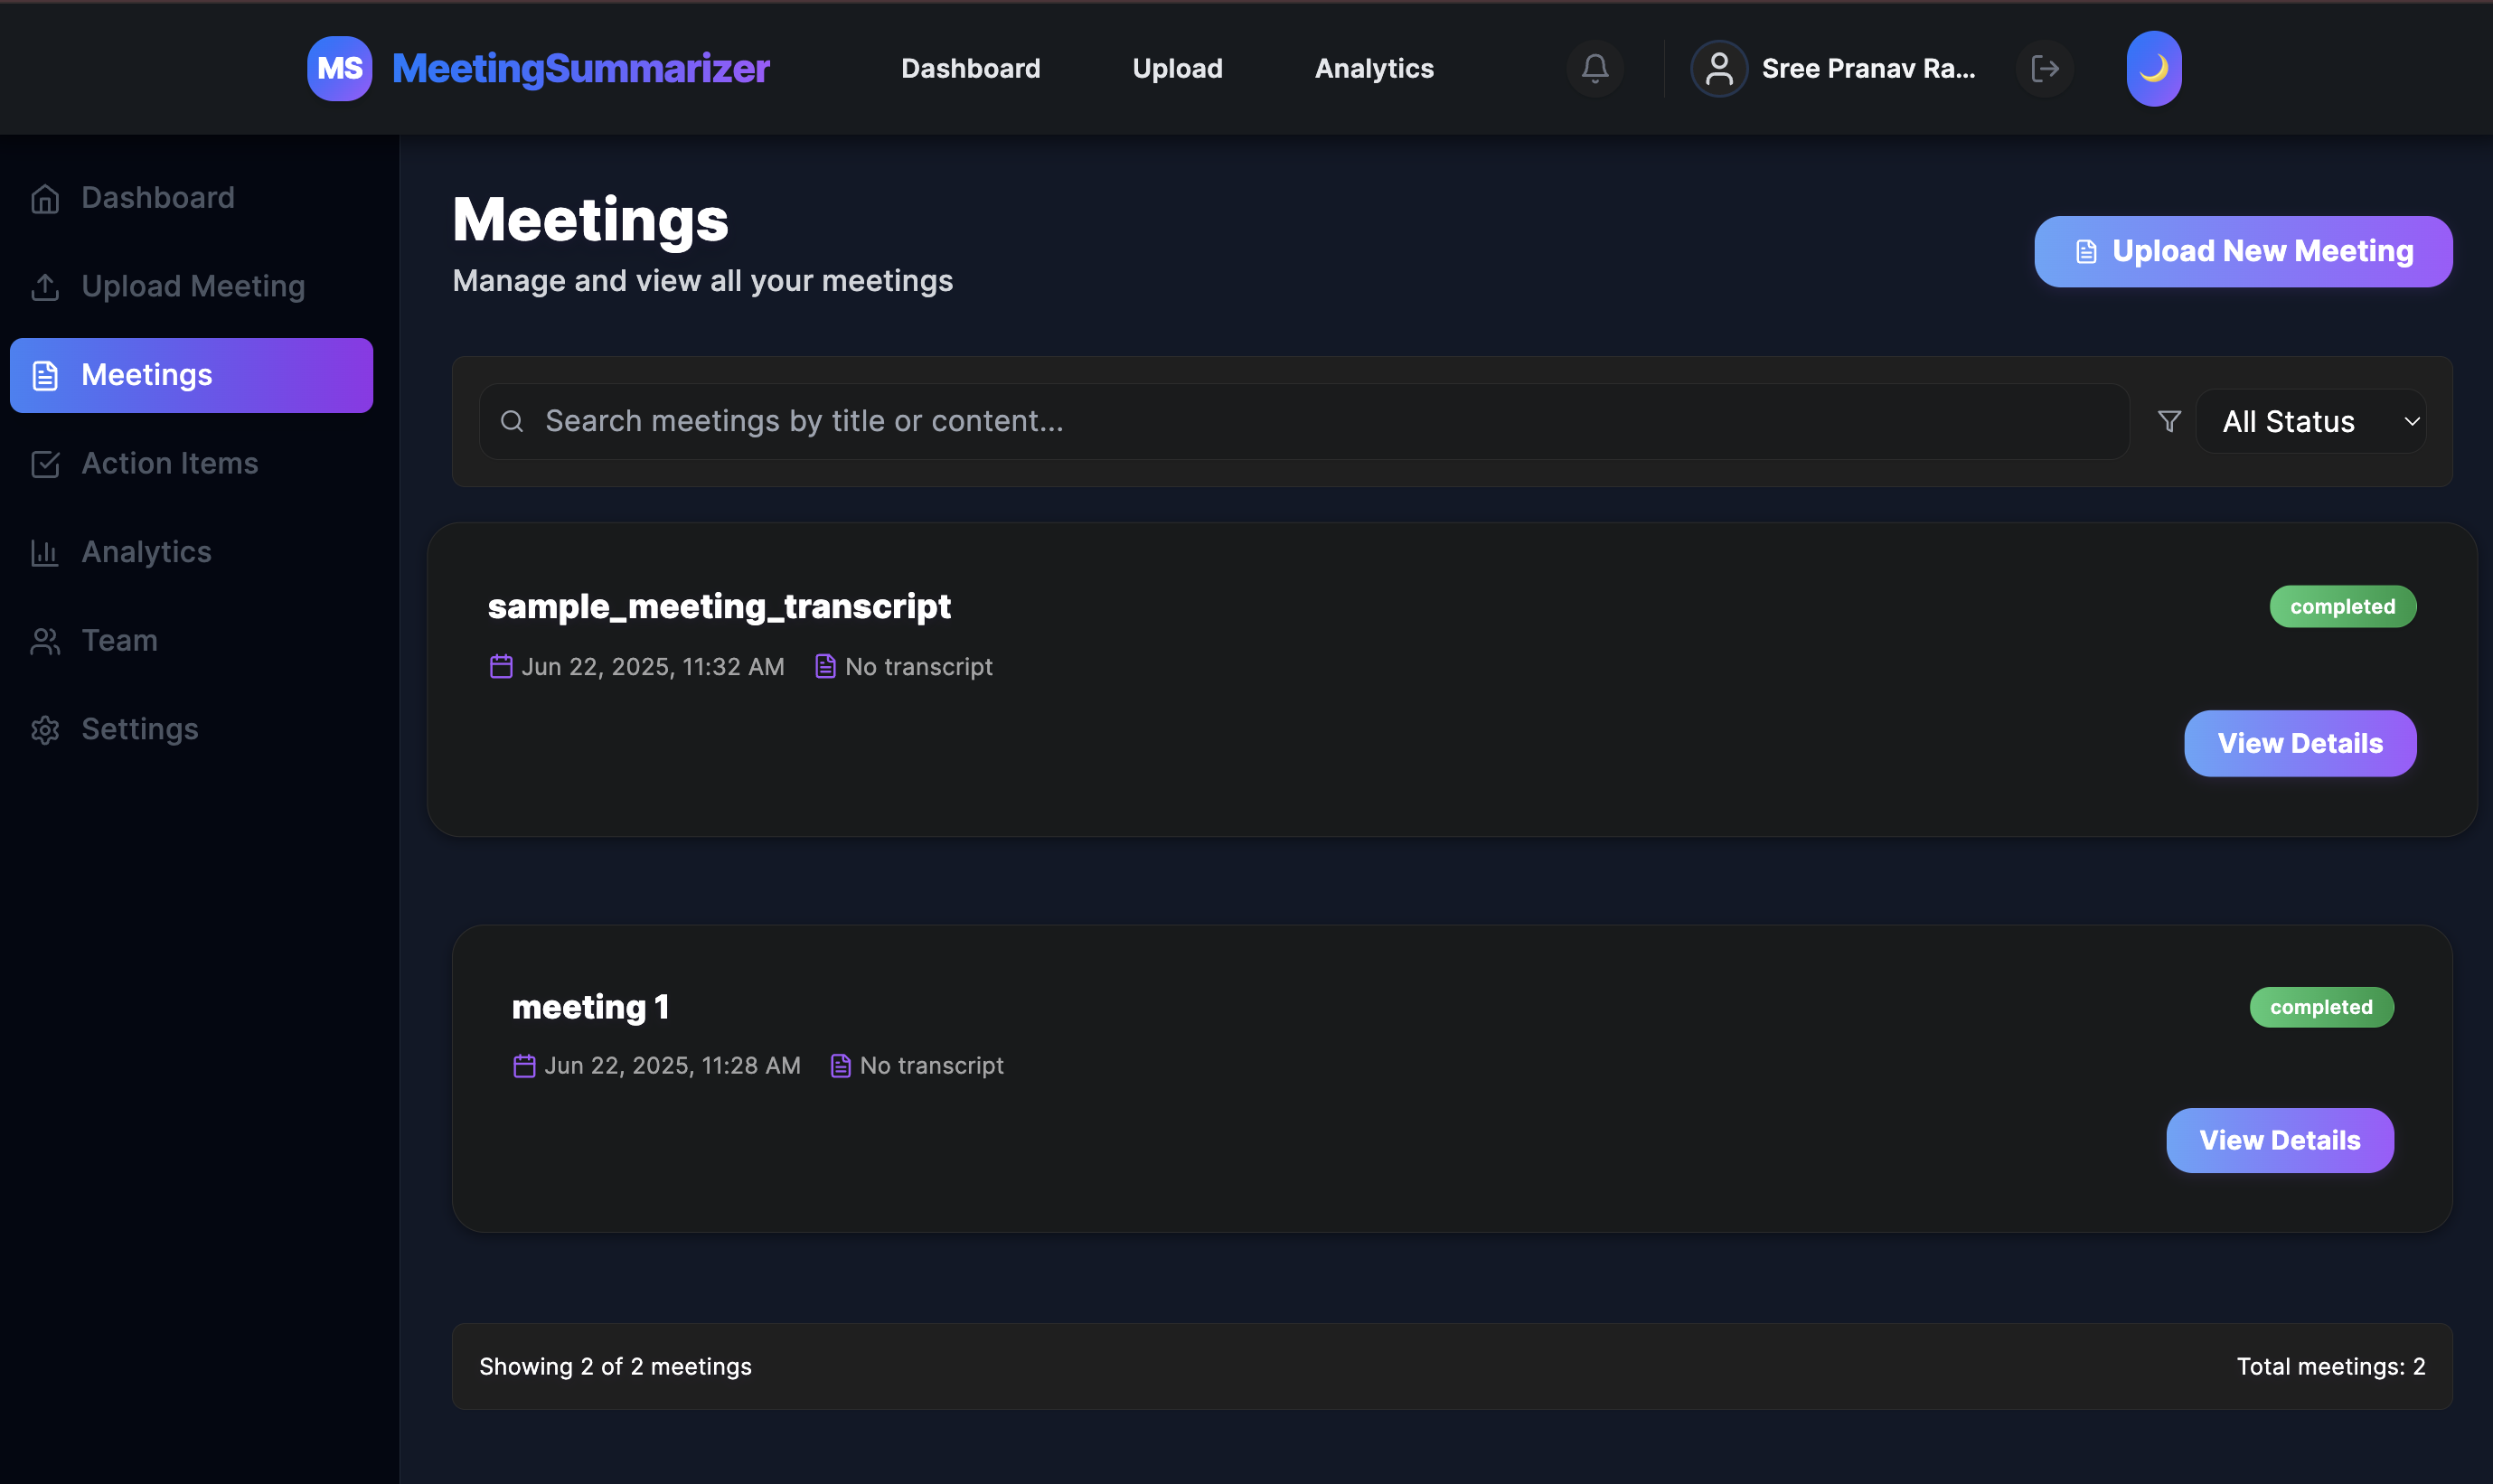 MS MeetingSummarizer Dashboard Upload Analytics Sree Pranav Ra...
Dashboard
Upload Meeting
Meetings
Action Items
Analytics
Team
Settings
Meetings
Manage and view all your meetings
Upload New Meeting
Search meetings by title or content...
All Status
sample_meeting_transcript
completed
Jun 22, 2025, 11:32 AM No transcript
View Details
meeting 1
completed
Jun 22, 2025, 11:28 AM No transcript
View Details
Showing 2 of 2 meetings
Total meetings: 2